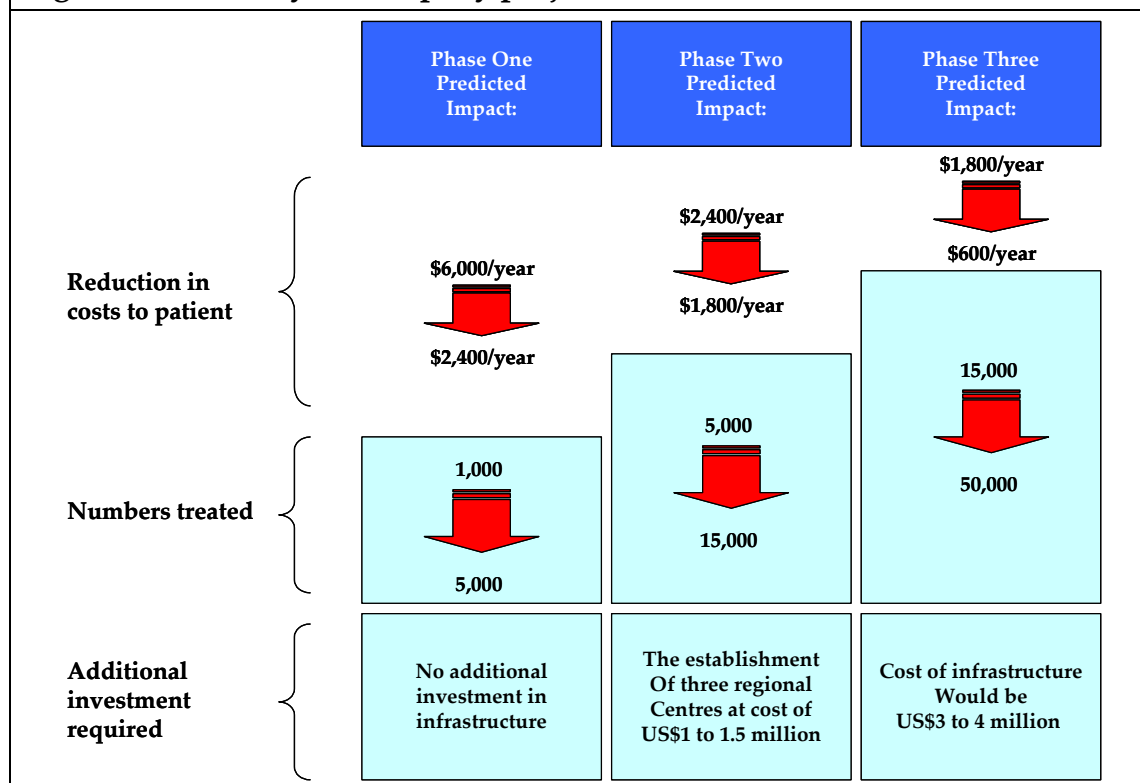 Phase One
Predicted
Impact:
Phase Two
Predicted
Impact:
Phase Three
Predicted
Impact:
Reduction in
costs to patient
$6,000/year
$2,400/year
$2,400/year
$1,800/year
$1,800/year
$600/year
Numbers treated
1,000
5,000
5,000
15,000
15,000
50,000
Additional
investment
required
No additional
investment in
infrastructure
The establishment
Of three regional
Centres at cost of
US$1 to 1.5 million
Cost of infrastructure
Would be
US$3 to 4 million